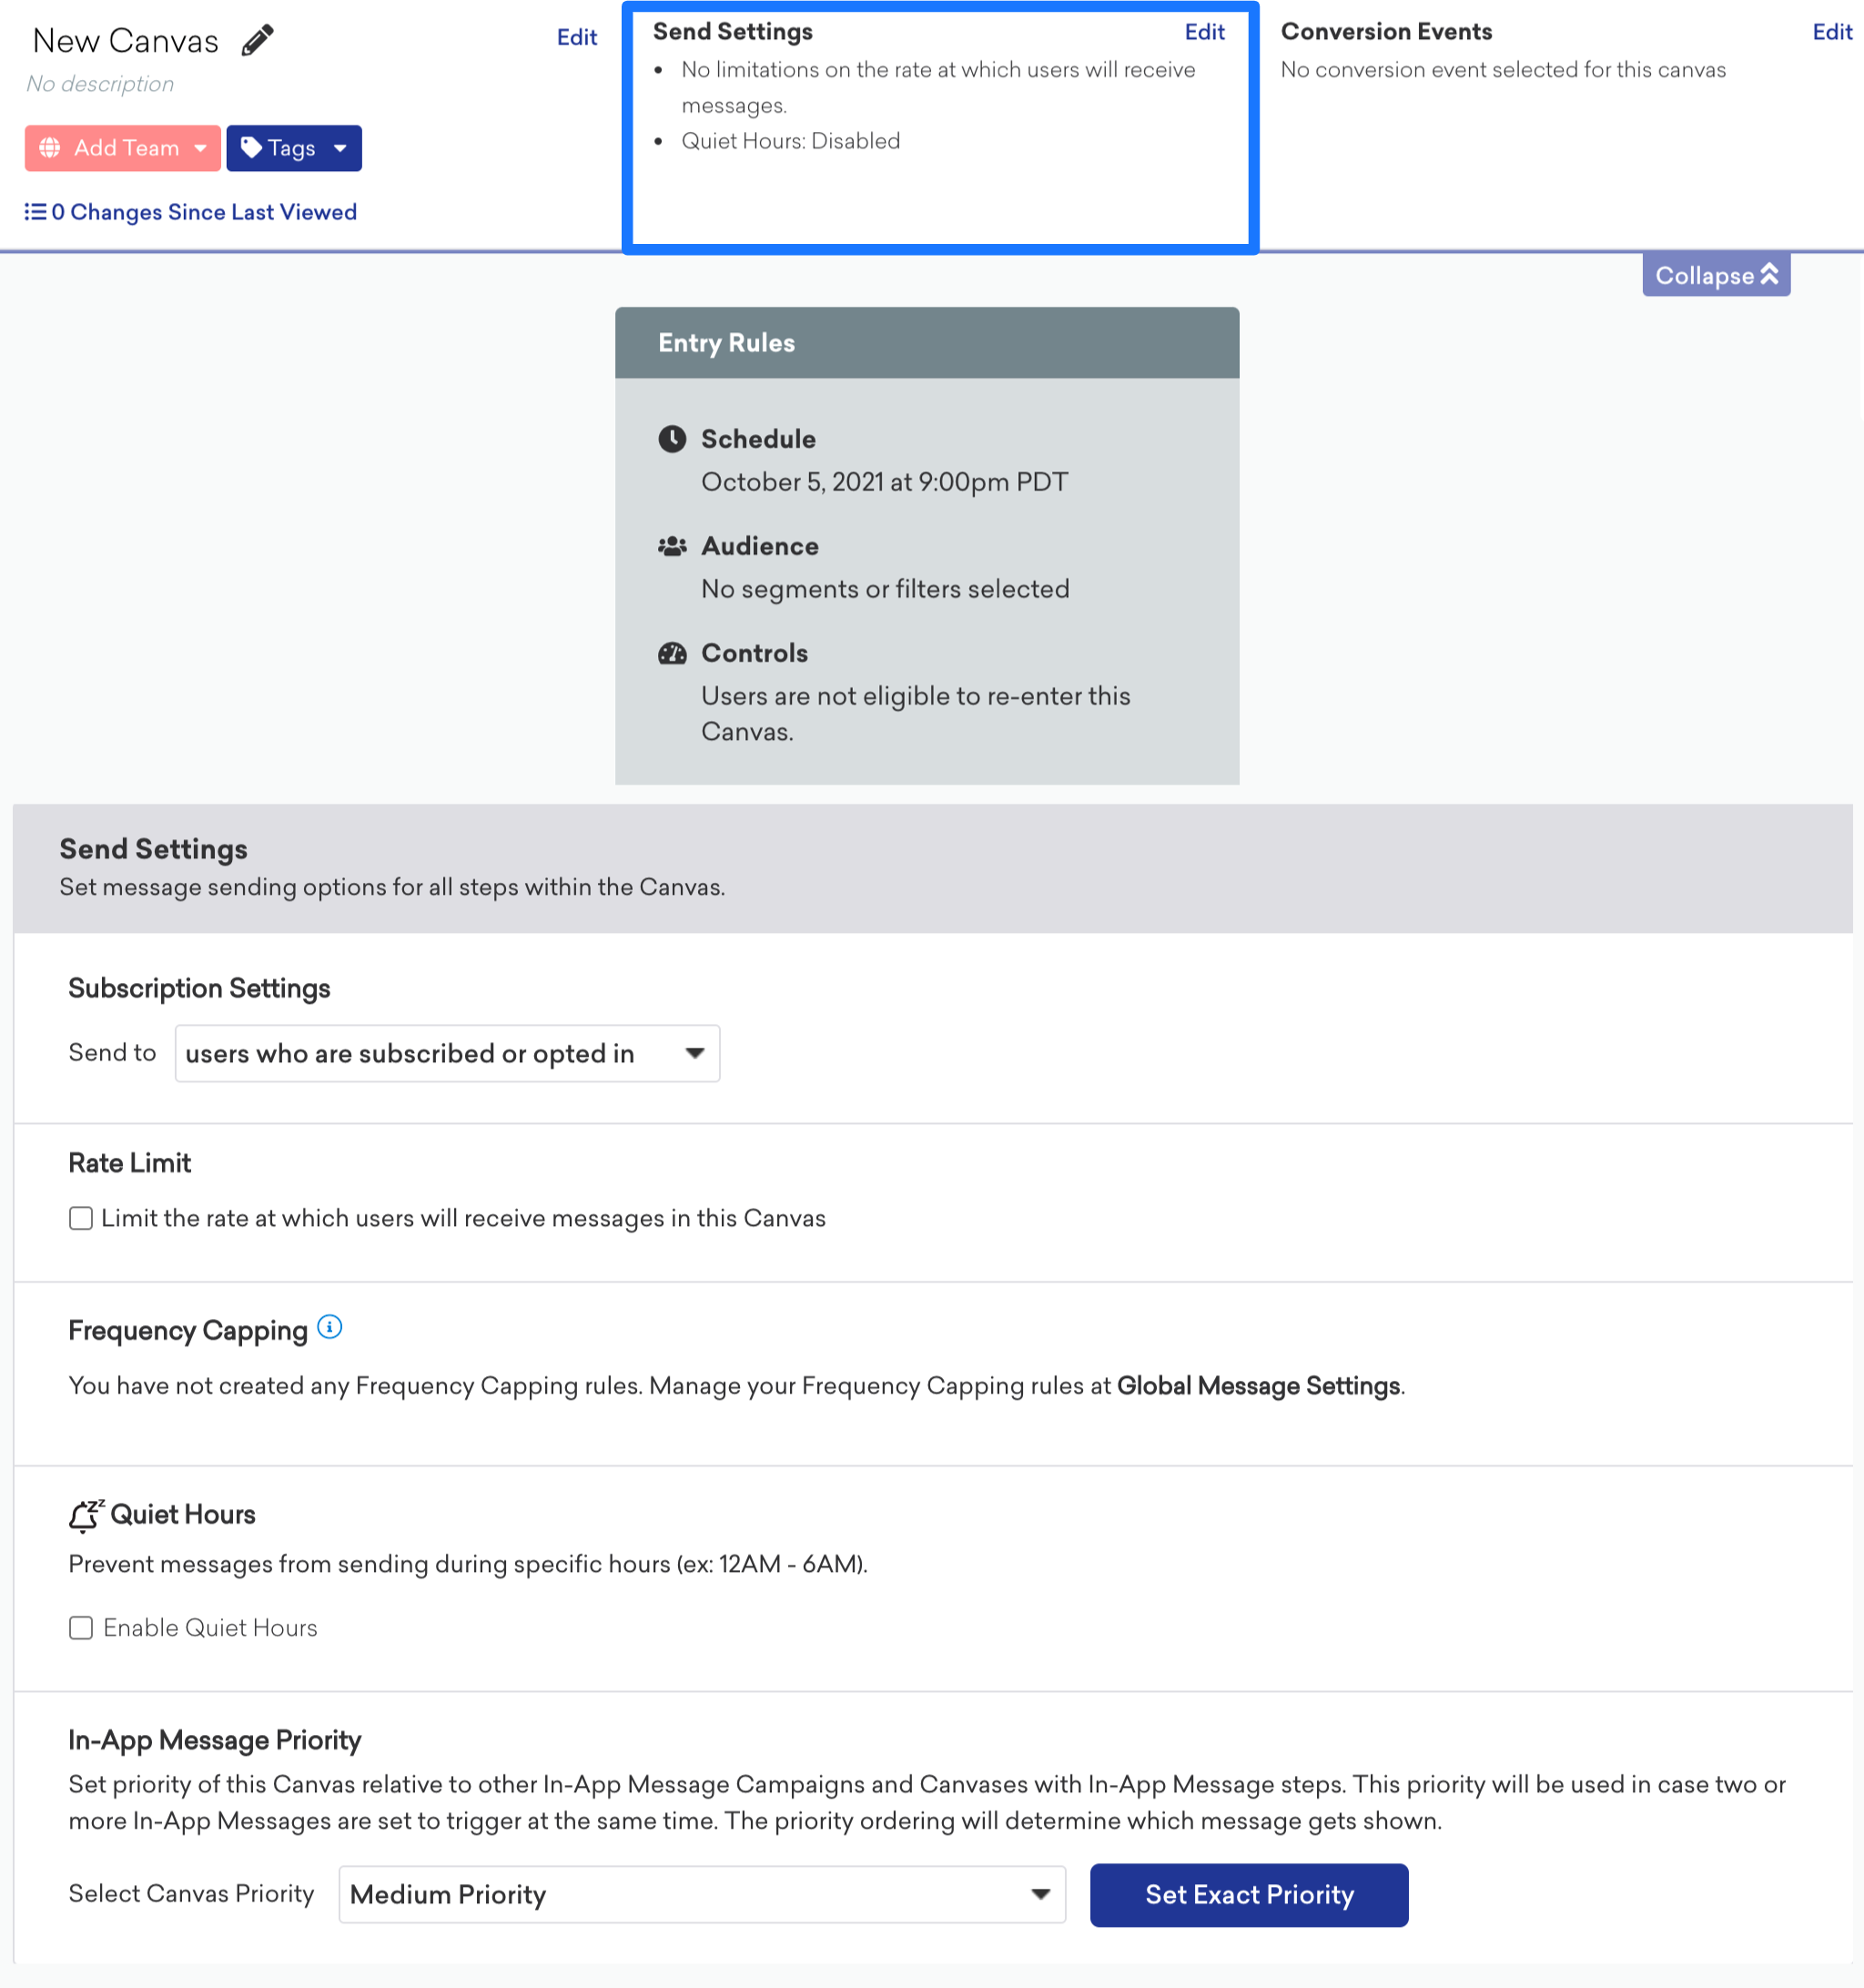 New Canvas
Edit
No description
Add Team
Tags
0 Changes Since Last Viewed
Send Settings
Edit
No limitations on the rate at which users will receive
messages.
Quiet Hours: Disabled
Conversion Events
Edit
No conversion event selected for this canvas
Collapse
Entry Rules
Schedule
October 5, 2021 at 9:00pm PDT
Audience
No segments or filters selected
Controls
Users are not eligible to re-enter this
Canvas.
Send Settings
Set message sending options for all steps within the Canvas.
Subscription Settings
Send to users who are subscribed or opted in
Rate Limit
Limit the rate at which users will receive messages in this Canvas
Frequency Capping
You have not created any Frequency Capping rules. Manage your Frequency Capping rules at Global Message Settings.
Quiet Hours
Prevent messages from sending during specific hours (ex: 12AM - 6AM).
Enable Quiet Hours
In-App Message Priority
Set priority of this Canvas relative to other In-App Message Campaigns and Canvases with In-App Message steps. This priority will be used in case two or
more In-App Messages are set to trigger at the same time. The priority ordering will determine which message gets shown.
Select Canvas Priority Medium Priority Set Exact Priority